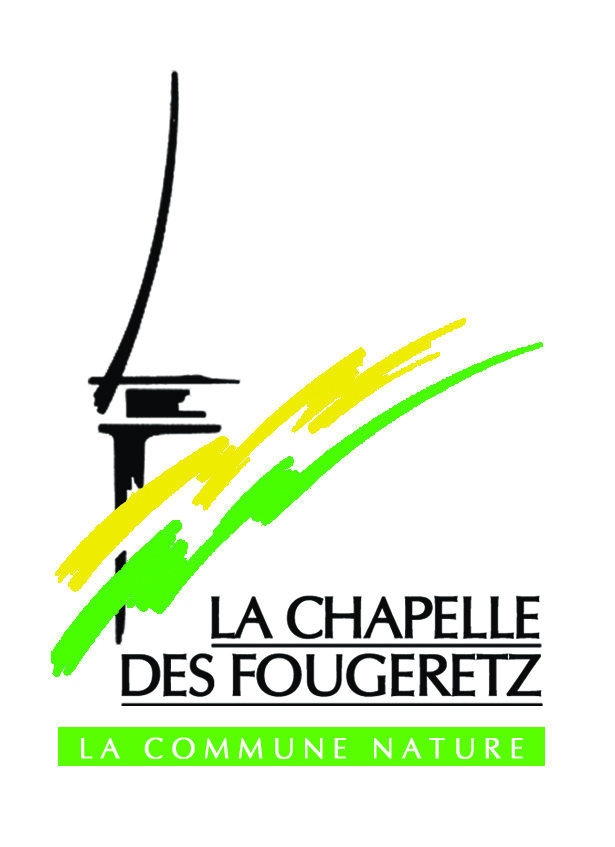 LA CHAPELLE
DES FOUGERETZ
LA COMMUNE NATURE